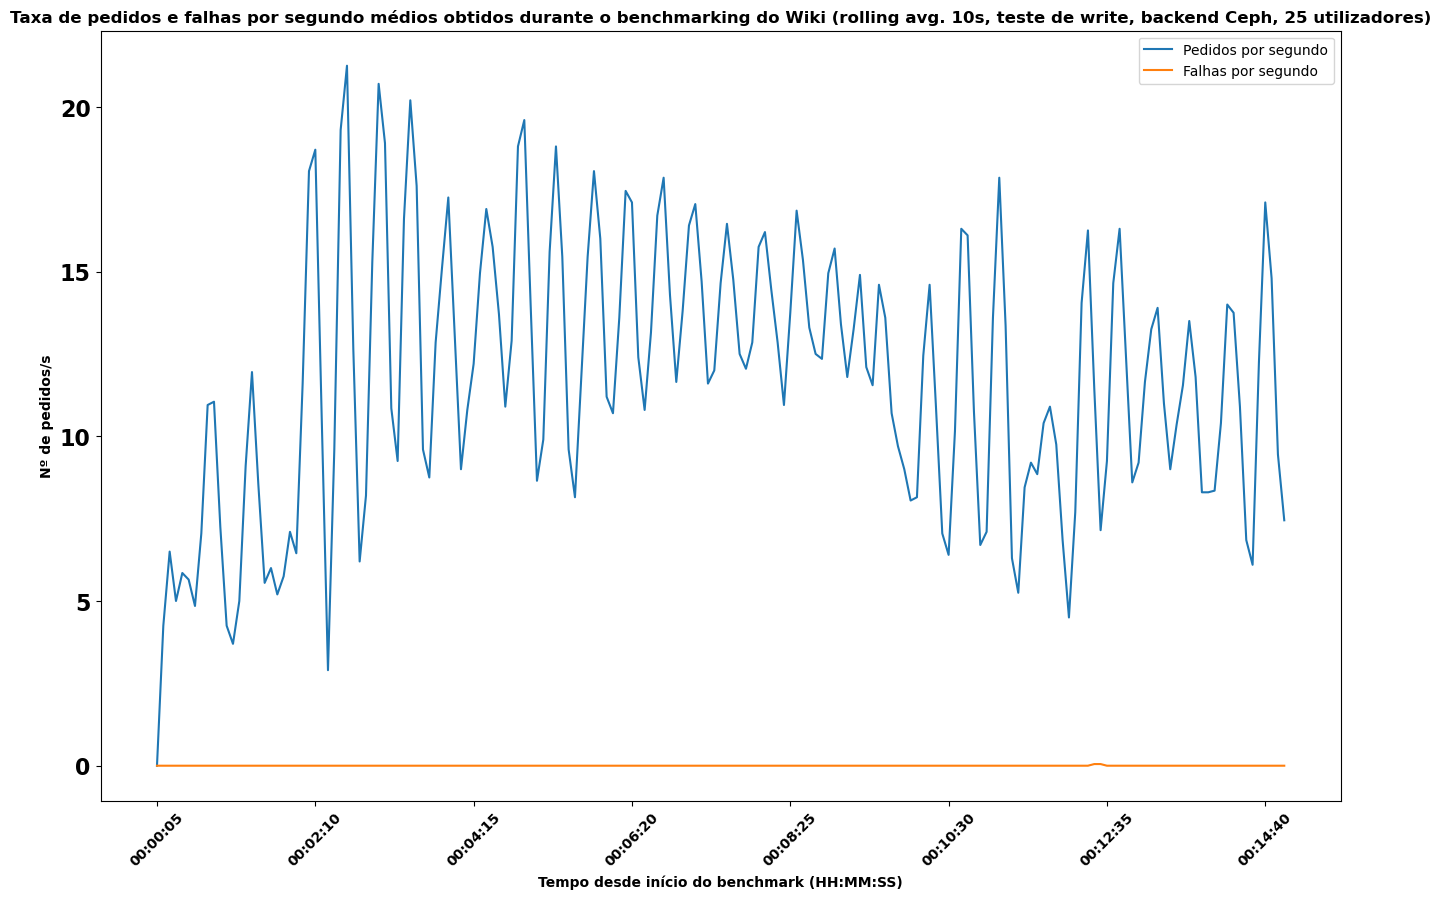 Taxa de pedidos e falhas por segundo médios obtidos durante o benchmarking do Wiki (rolling avg. 10s, teste de write, backend Ceph, 25 utilizadores)
Pedidos por segundo
Falhas por segundo
Nº de pedidos/s
20
15
10
5
0
00:00:05
00:02:10
00:04:15
00:06:20
00:08:25
00:10:30
00:12:35
00:14:40
Tempo desde início do benchmark (HH:MM:SS)